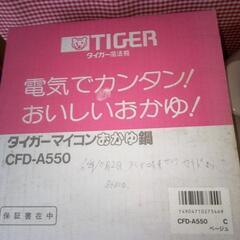 TIGER
タイガー魔法瓶
電気でカンタン!
おいしいおかゆ!
タイガーマイコンおかゆ鍋
CFD-A550
保証書在中
CFD-A550 C
ベージュ